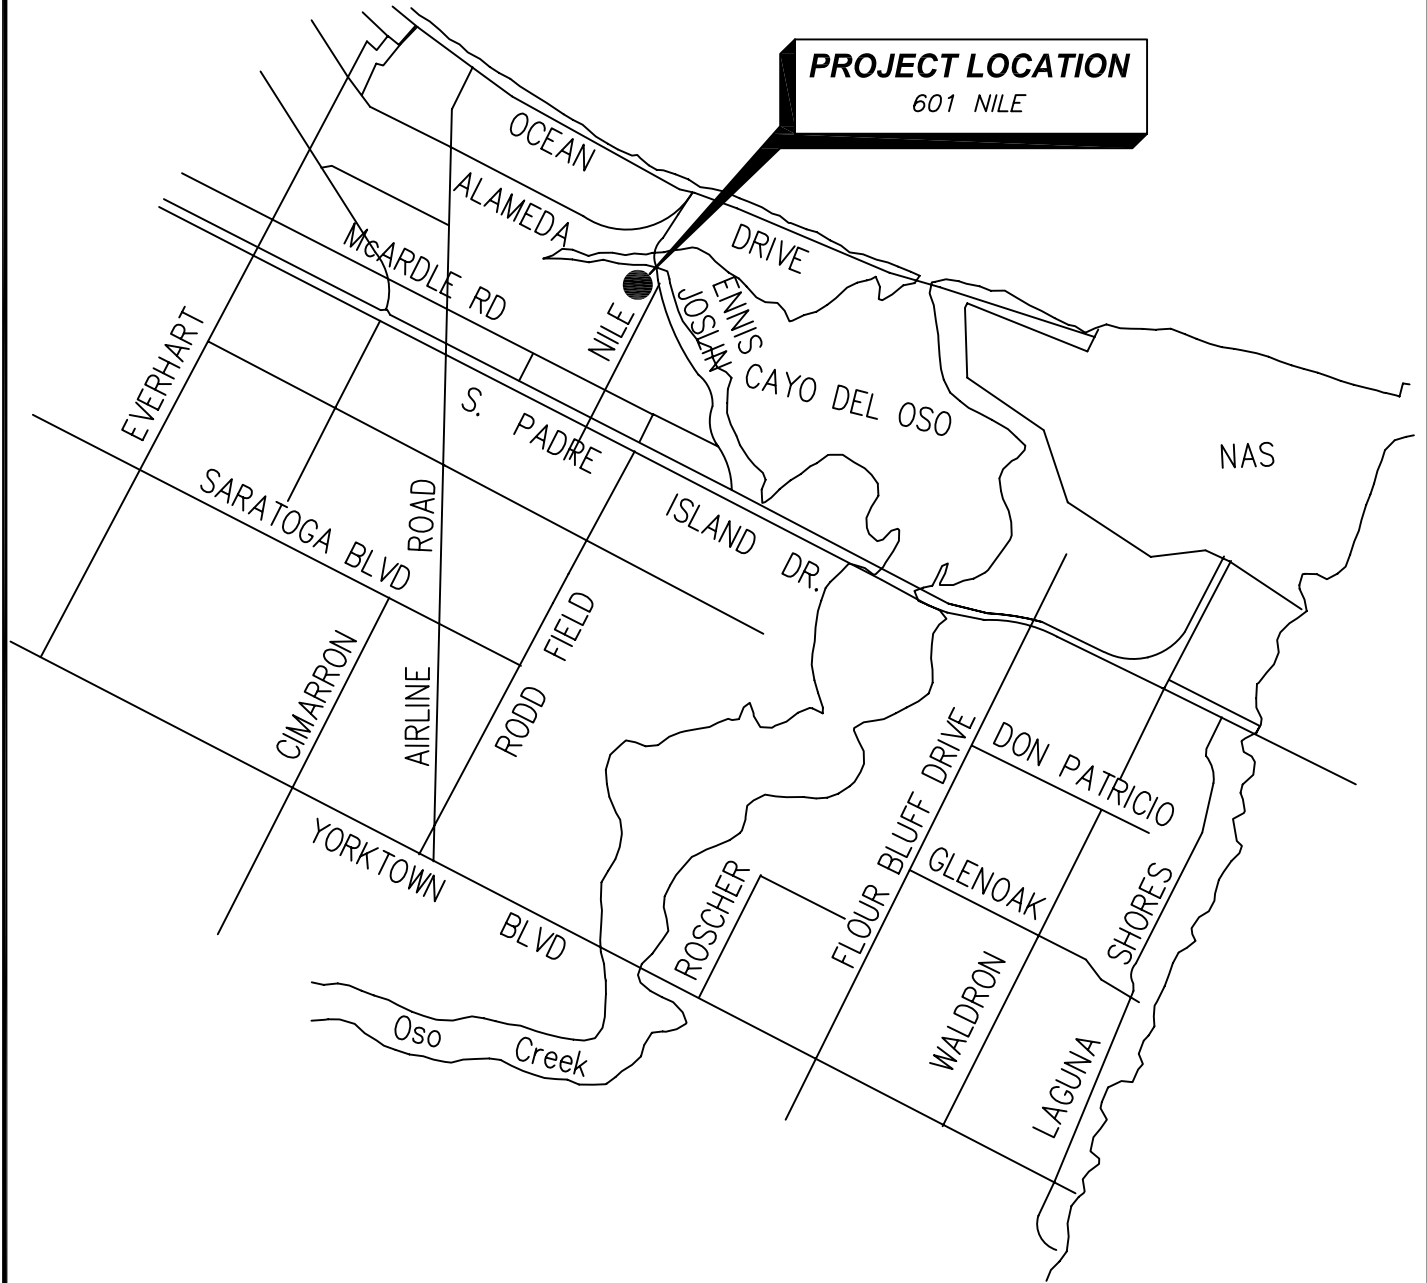 PROJECT LOCATION
601 NILE
OCEAN
DRIVE
ALAMEDA
McARDLE RD
NILE
ENNIS
JOSLIN
CAYO DEL OSO
NAS
EVERHART
S. PADRE
ISLAND DR.
SARATOGA BLVD
AIRLINE ROAD
RODD FIELD
CIMARRON
YORKTOWN
BLVD
FLOUR BLUFF DRIVE
DON PATRICIO
GLENOAK
ROSCHER
WALDRON
LAGUNA SHORES
Oso Creek